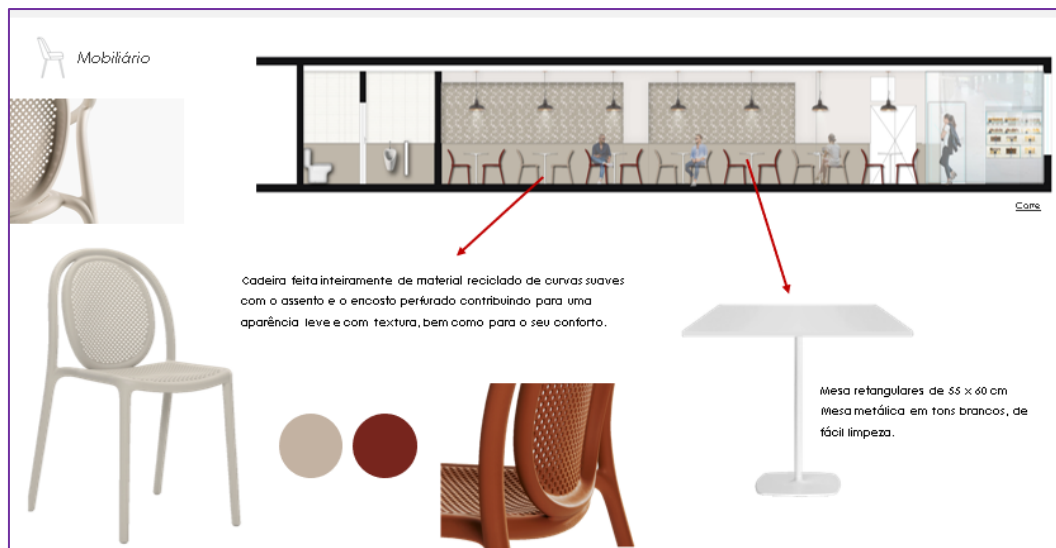 Mobiliário
Corte
Cadeira feita inteiramente de material reciclado de curvas suaves
com o assento e o encosto perfurado contribuindo para uma
aparência leve e com textura, bem como para o seu conforto.
Mesa retangulares de 55 x 60 cm
Mesa metálica em tons brancos, de
fácil limpeza.